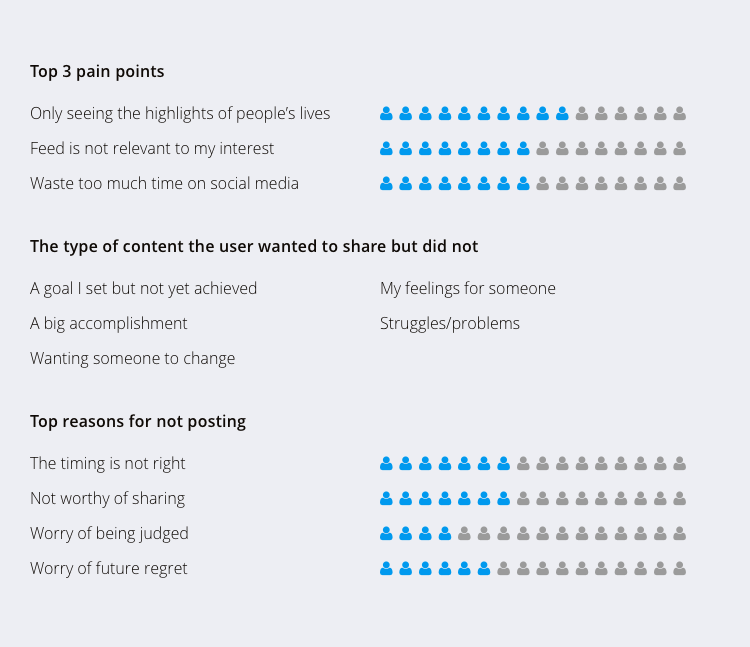 Top 3 pain points
Only seeing the highlights of people’s lives
Feed is not relevant to my interest
Waste too much time on social media
The type of content the user wanted to share but did not
A goal I set but not yet achieved
My feelings for someone
A big accomplishment
Struggles/problems
Wanting someone to change
Top reasons for not posting
The timing is not right
Not worthy of sharing
Worry of being judged
Worry of future regret